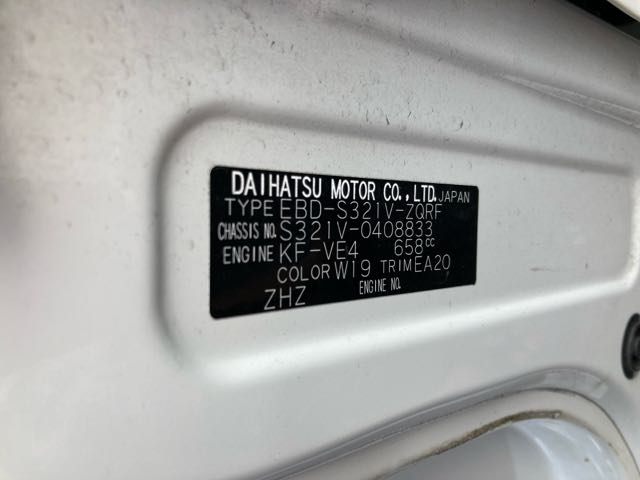 DAIHATSU MOTOR CO.,LTD. JAPAN
TYPE EBD-S321V-ZQRF
CHASSIS NO. S321V-0408833
ENGINE KF-VE4 658cc
COLOR W19 TRIM EA20
ENGINE NO.
ZHZ